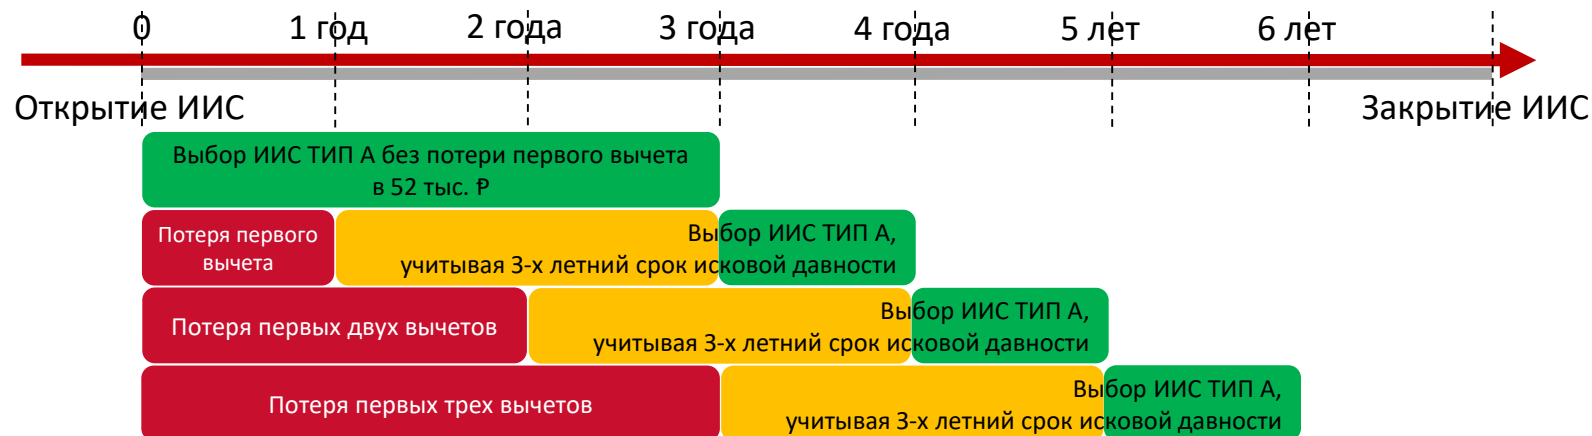 0 1 год 2 года 3 года 4 года 5 лет 6 лет
Открытие ИИС Закрытие ИИС
Выбор ИИС ТИП А без потери первого вычета
в 52 тыс. ₽
Потеря первого
вычета
Выбор ИИС ТИП А,
учитывая 3-х летний срок исковой давности
Потеря первых двух вычетов
Выбор ИИС ТИП А,
учитывая 3-х летний срок исковой давности
Потеря первых трех вычетов
Выбор ИИС ТИП А,
учитывая 3-х летний срок исковой давности